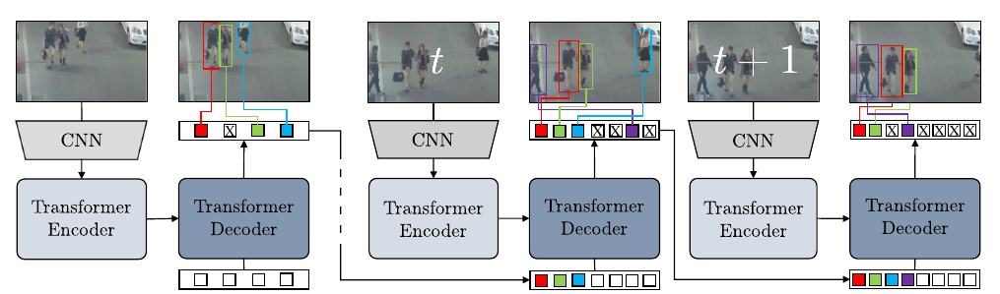 t
t + 1
X
X X X
X X X X X
CNN
CNN
CNN
Transformer
Encoder
Transformer
Decoder
Transformer
Encoder
Transformer
Decoder
Transformer
Encoder
Transformer
Decoder